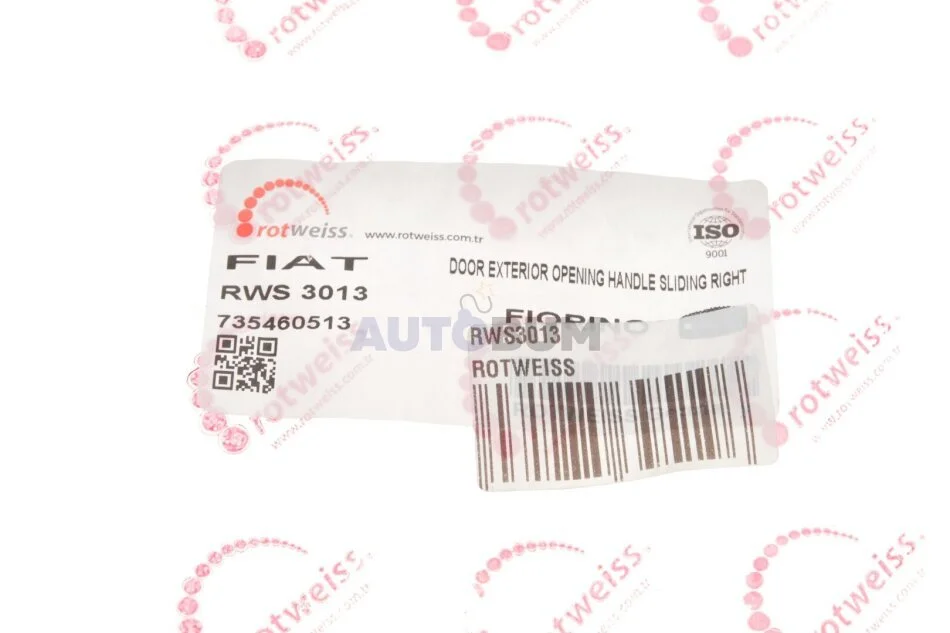 rotweiss
www.rotweiss.com.tr
ISO
9001
FIAT
RWS 3013
735460513
DOOR EXTERIOR OPENING HANDLE SLIDING RIGHT
FIORINO
AUTODOM
RWS3013
ROTWEISS